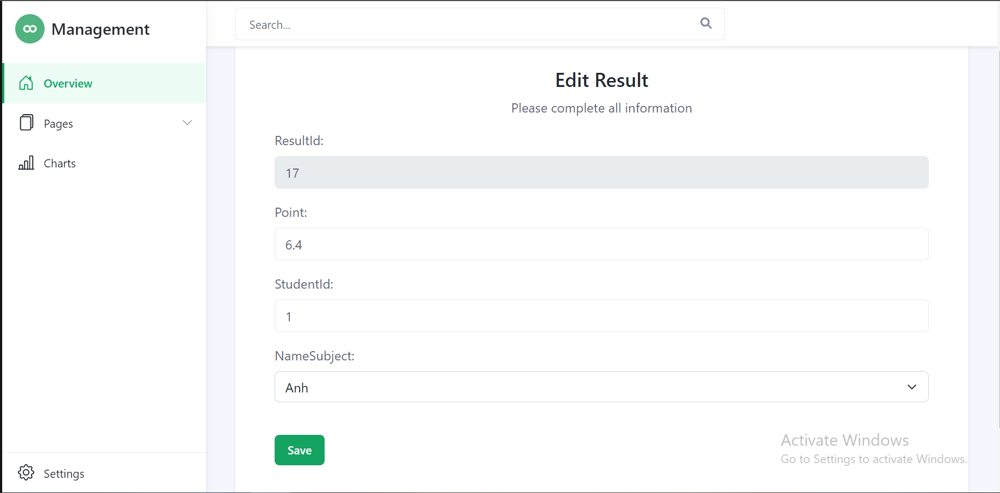 Management
Search...
Overview
Pages
Charts
Settings
Edit Result
Please complete all information
ResultId:
17
Point:
6.4
StudentId:
1
NameSubject:
Anh
Save
Activate Windows
Go to Settings to activate Windows.